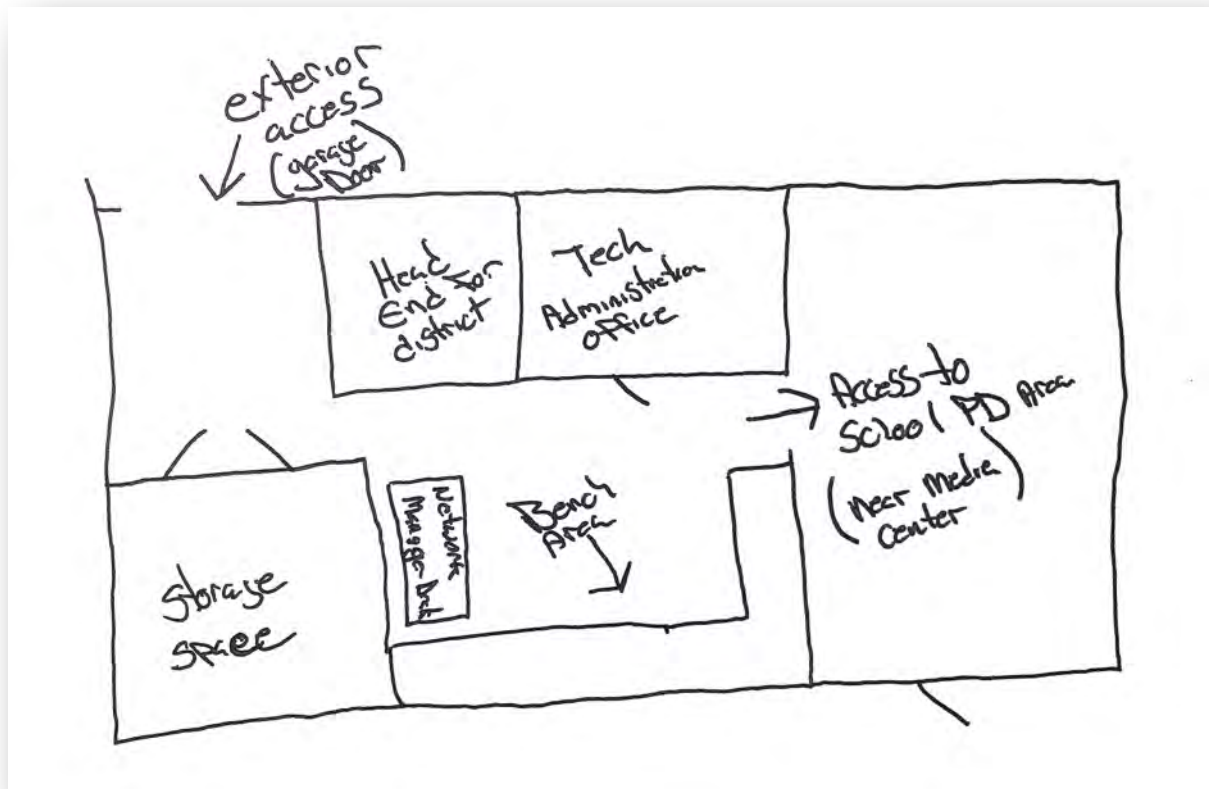 exterior
access
(garage
Door)
Head
End for
district
Tech
Administration
office
Access to
School PD Area
(near media
center)
Network
Manager Desk
Bench
Area
Storage
space